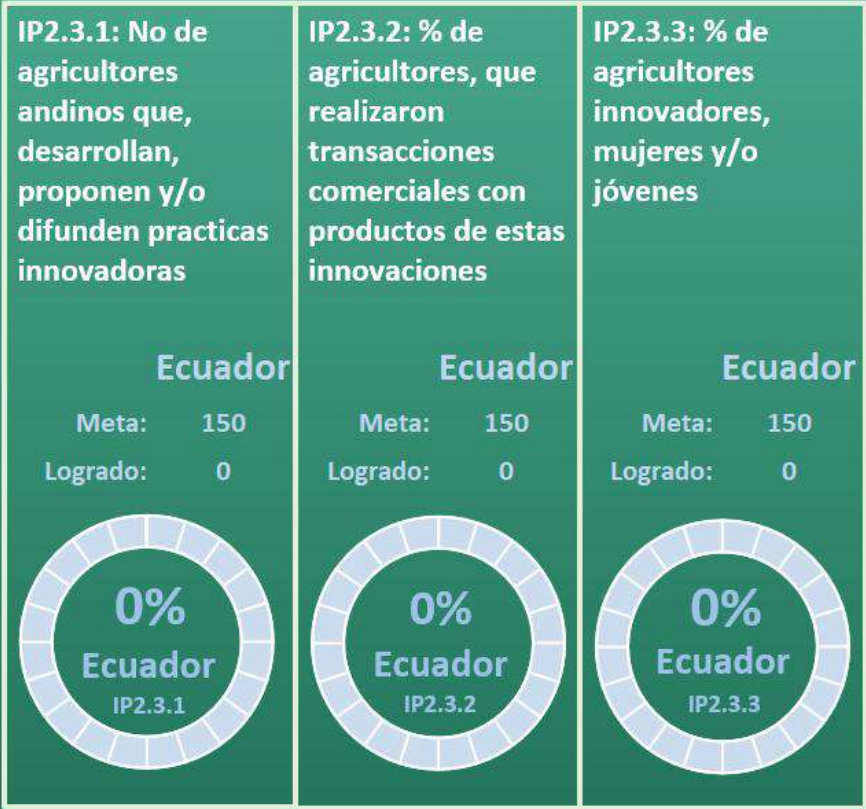 IP2.3.1: No de
agricultores
andinos que,
desarrollan,
proponen y/o
difunden practicas
innovadoras
Ecuador
Meta: 150
Logrado: 0
0%
Ecuador
IP2.3.1
IP2.3.2: % de
agricultores, que
realizaron
transacciones
comerciales con
productos de estas
innovaciones
Ecuador
Meta: 150
Logrado: 0
0%
Ecuador
IP2.3.2
IP2.3.3: % de
agricultores
innovadores,
mujeres y/o
jóvenes
Ecuador
Meta: 150
Logrado: 0
0%
Ecuador
IP2.3.3